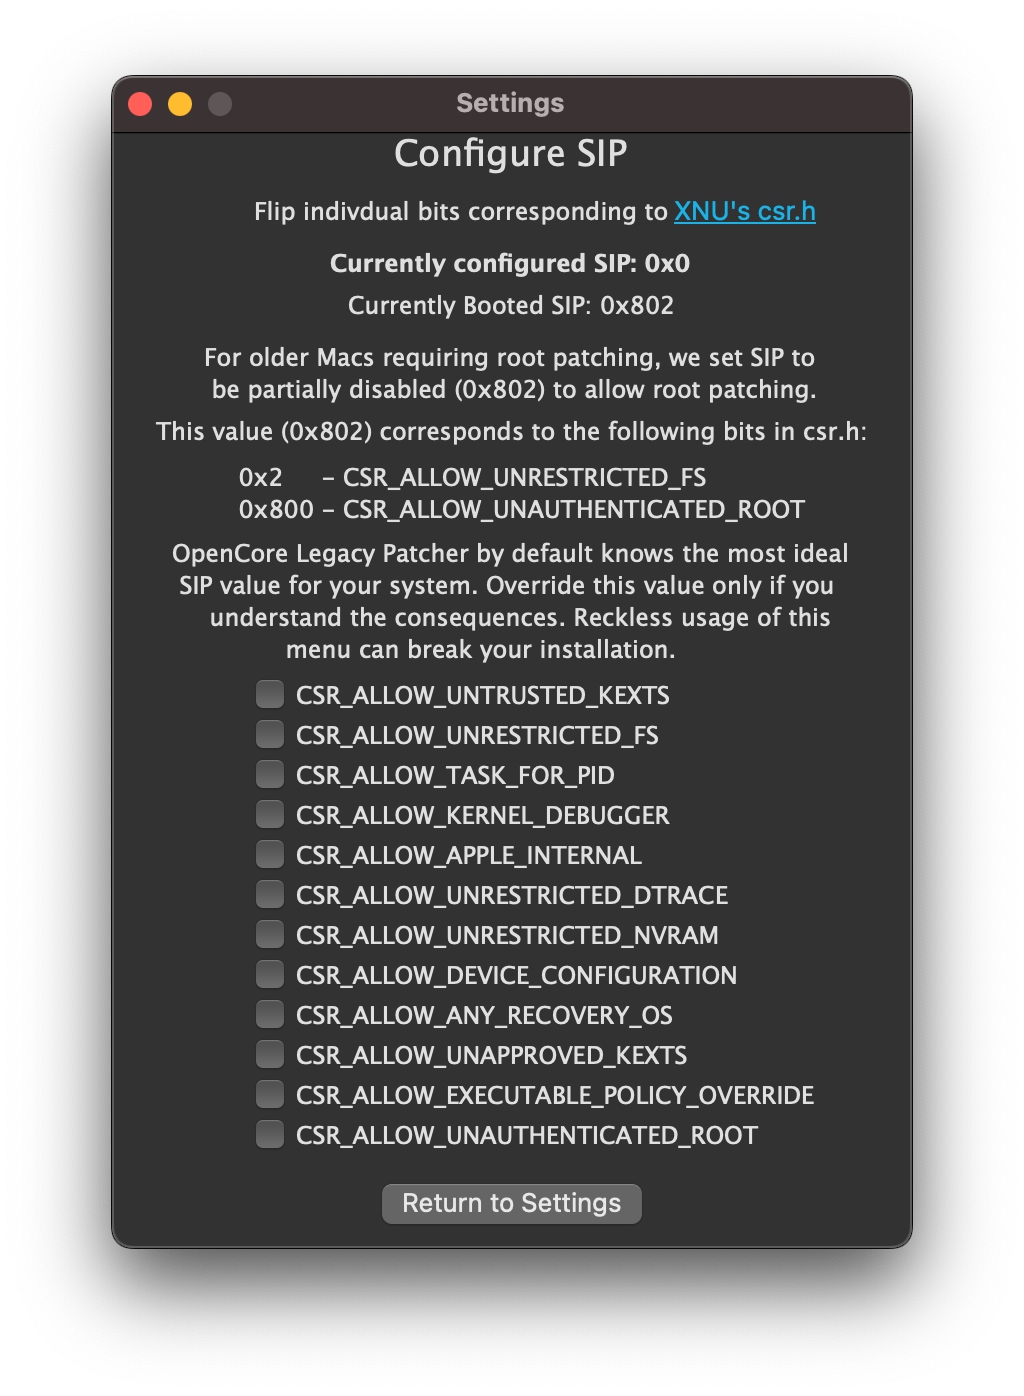 Settings
Configure SIP
Flip indivdual bits corresponding to XNU's csr.h
Currently configured SIP: 0x0
Currently Booted SIP: 0x802
For older Macs requiring root patching, we set SIP to
be partially disabled (0x802) to allow root patching.
This value (0x802) corresponds to the following bits in csr.h:
0x2 – CSR_ALLOW_UNRESTRICTED_FS
0x800 – CSR_ALLOW_UNAUTHENTICATED_ROOT
OpenCore Legacy Patcher by default knows the most ideal
SIP value for your system. Override this value only if you
understand the consequences. Reckless usage of this
menu can break your installation.
CSR_ALLOW_UNTRUSTED_KEXTS
CSR_ALLOW_UNRESTRICTED_FS
CSR_ALLOW_TASK_FOR_PID
CSR_ALLOW_KERNEL_DEBUGGER
CSR_ALLOW_APPLE_INTERNAL
CSR_ALLOW_UNRESTRICTED_DTRACE
CSR_ALLOW_UNRESTRICTED_NVRAM
CSR_ALLOW_DEVICE_CONFIGURATION
CSR_ALLOW_ANY_RECOVERY_OS
CSR_ALLOW_UNAPPROVED_KEXTS
CSR_ALLOW_EXECUTABLE_POLICY_OVERRIDE
CSR_ALLOW_UNAUTHENTICATED_ROOT
Return to Settings